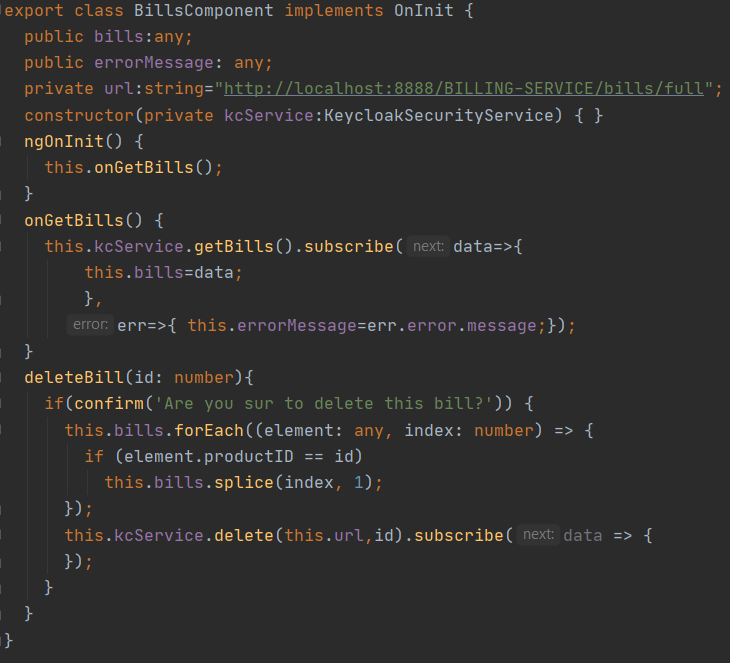 export class BillsComponent implements OnInit {
  public bills:any;
  public errorMessage: any;
  private url:string="http://localhost:8888/BILLING-SERVICE/bills/full";
  constructor(private kcService:KeycloakSecurityService) { }
  ngOnInit() {
    this.onGetBills();
  }
  onGetBills() {
    this.kcService.getBills().subscribe( next: data=>{
        this.bills=data;
        },
      error: err=>{ this.errorMessage=err.error.message;});
  }
  deleteBill(id: number){
    if(confirm('Are you sur to delete this bill?')) {
      this.bills.forEach((element: any, index: number) => {
        if (element.productID == id)
          this.bills.splice(index, 1);
      });
      this.kcService.delete(this.url,id).subscribe( next: data => {
      });
    }
  }
}